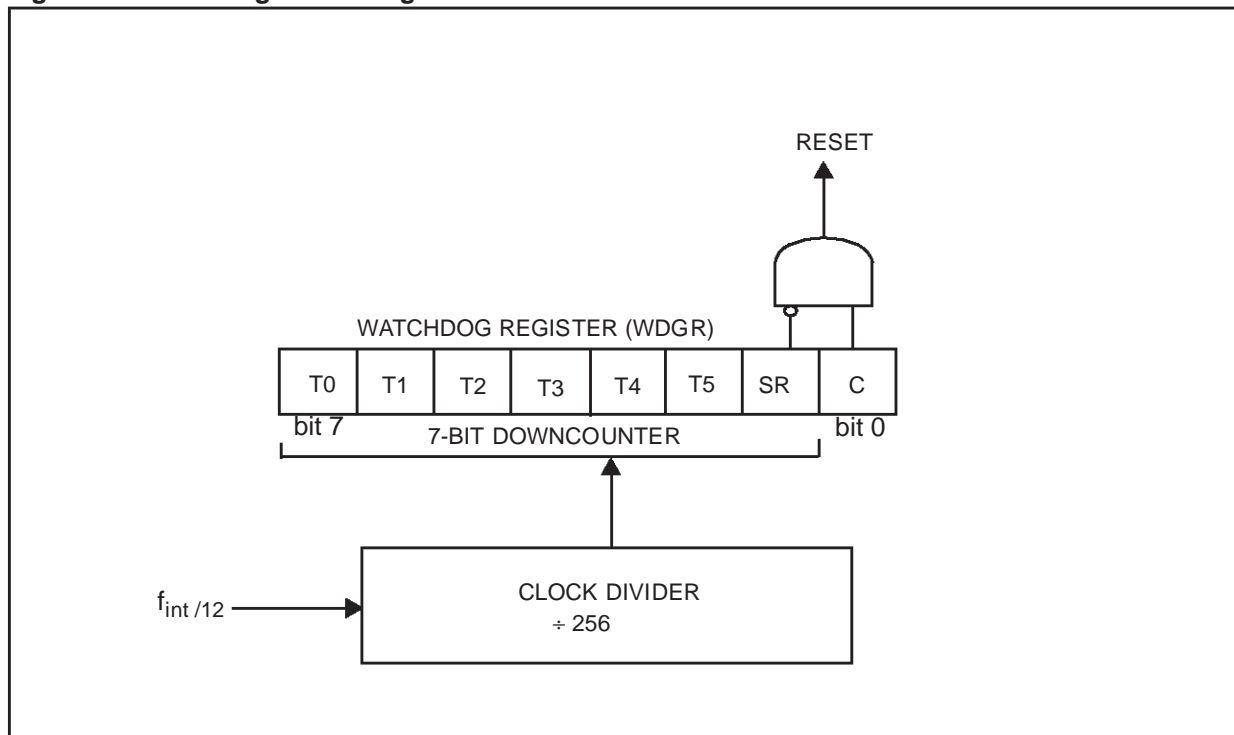 RESET
WATCHDOG REGISTER (WDGR)
T0 T1 T2 T3 T4 T5 SR C
bit 7 bit 0
7-BIT DOWNCOUNTER
fint /12
CLOCK DIVIDER
÷ 256